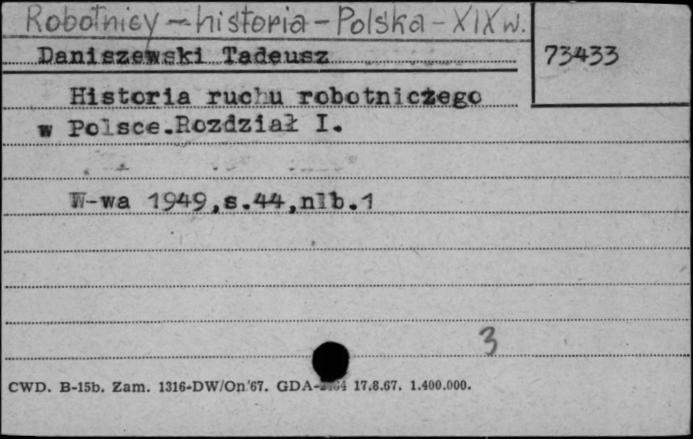 Robotnicy - historia - Polska - XIX w.
Daniszewski Tadeusz
73433
Historia ruchu robotniczego
w Polsce.Rozdział I.
W-wa 1949,s.44,nlb.1
3
CWD. B-15b. Zam. 1316-DW/On/67. 17.8.67. 1.400.000.